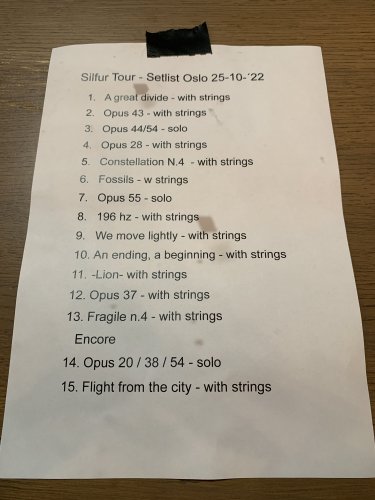 Silfur Tour - Setlist Oslo 25-10-´22
1. A great divide - with strings
2. Opus 43 - with strings
3. Opus 44/54 - solo
4. Opus 28 - with strings
5. Constellation N.4 - with strings
6. Fossils - w strings
7. Opus 55 - solo
8. 196 hz - with strings
9. We move lightly - with strings
10. An ending, a beginning - with strings
11. -Lion- with strings
12. Opus 37 - with strings
13. Fragile n.4 - with strings
Encore
14. Opus 20 / 38 / 54 - solo
15. Flight from the city - with strings